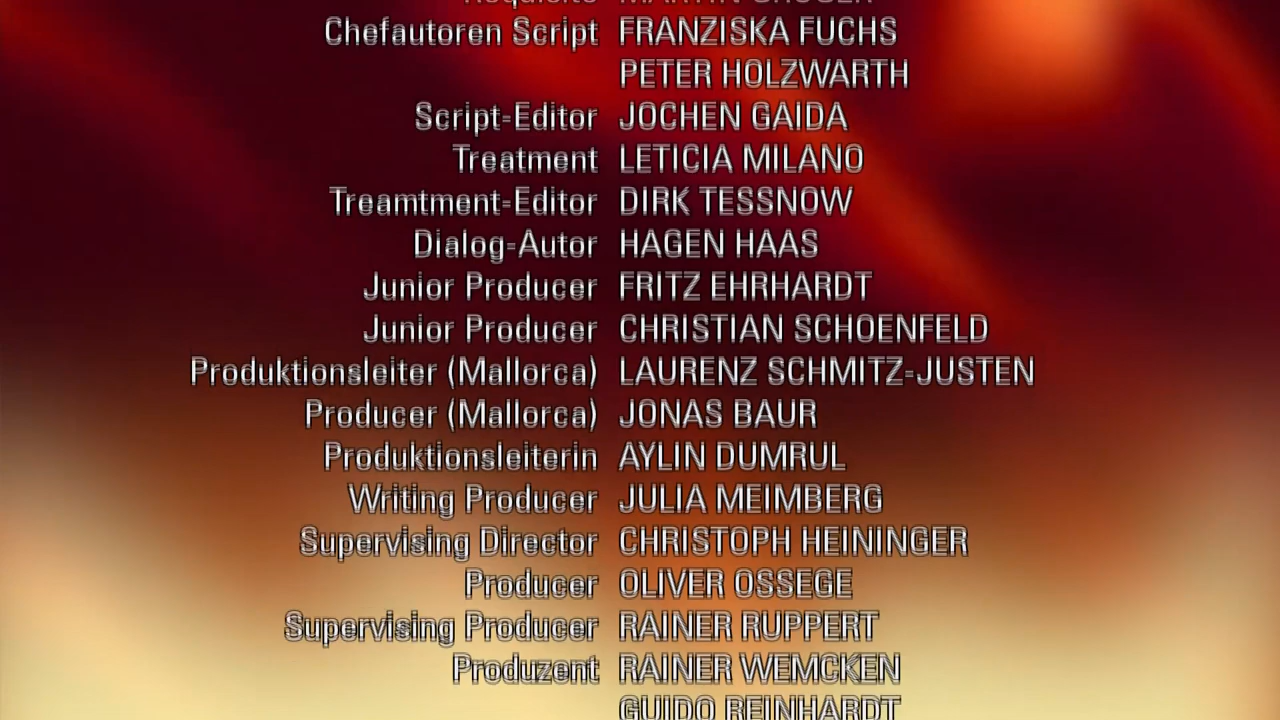 Requisite MARTIN GRUBER
Chefautoren Script FRANZISKA FUCHS
PETER HOLZWARTH
Script-Editor JOCHEN GAIDA
Treatment LETICIA MILANO
Treamtment-Editor DIRK TESSNOW
Dialog-Autor HAGEN HAAS
Junior Producer FRITZ EHRHARDT
Junior Producer CHRISTIAN SCHOENFELD
Produktionsleiter (Mallorca) LAURENZ SCHMITZ-JUSTEN
Producer (Mallorca) JONAS BAUR
Produktionsleiterin AYLIN DUMRUL
Writing Producer JULIA MEIMBERG
Supervising Director CHRISTOPH HEININGER
Producer OLIVER OSSEGE
Supervising Producer RAINER RUPPERT
Produzent RAINER WEMCKEN
GUIDO REINHARDT